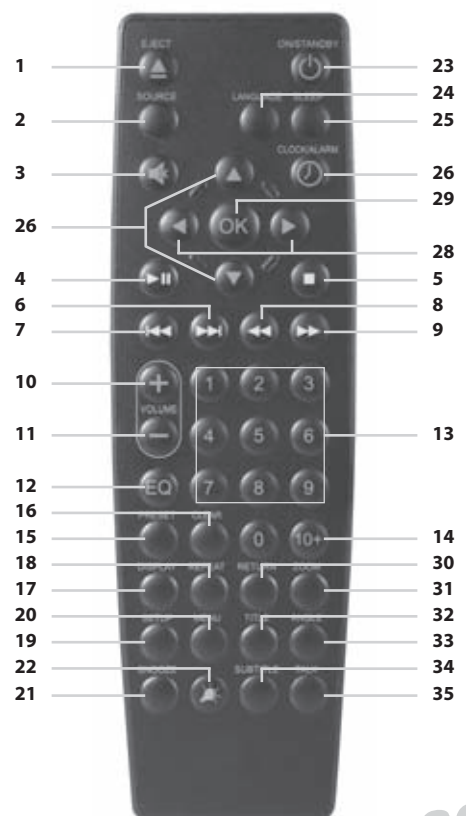 EJECT ON/STANDBY
1 23
24
SOURCE LANGUAGE SLEEP
2 25
CLOCK/ALARM
3 26
29
26 OK
28
4 5
6 8
7 9
10 + 1 2 3
VOLUME
11 - 4 5 6 13
12 EQ 7 8 9
16
PRESET CLEAR
15 0 10+ 14
18 30
DISPLAY REPEAT RETURN ZOOM
17 31
20 32
SETUP MENU TITLE ANGLE
19 33
22 34
SNOOZE SUBTITLE
21 35